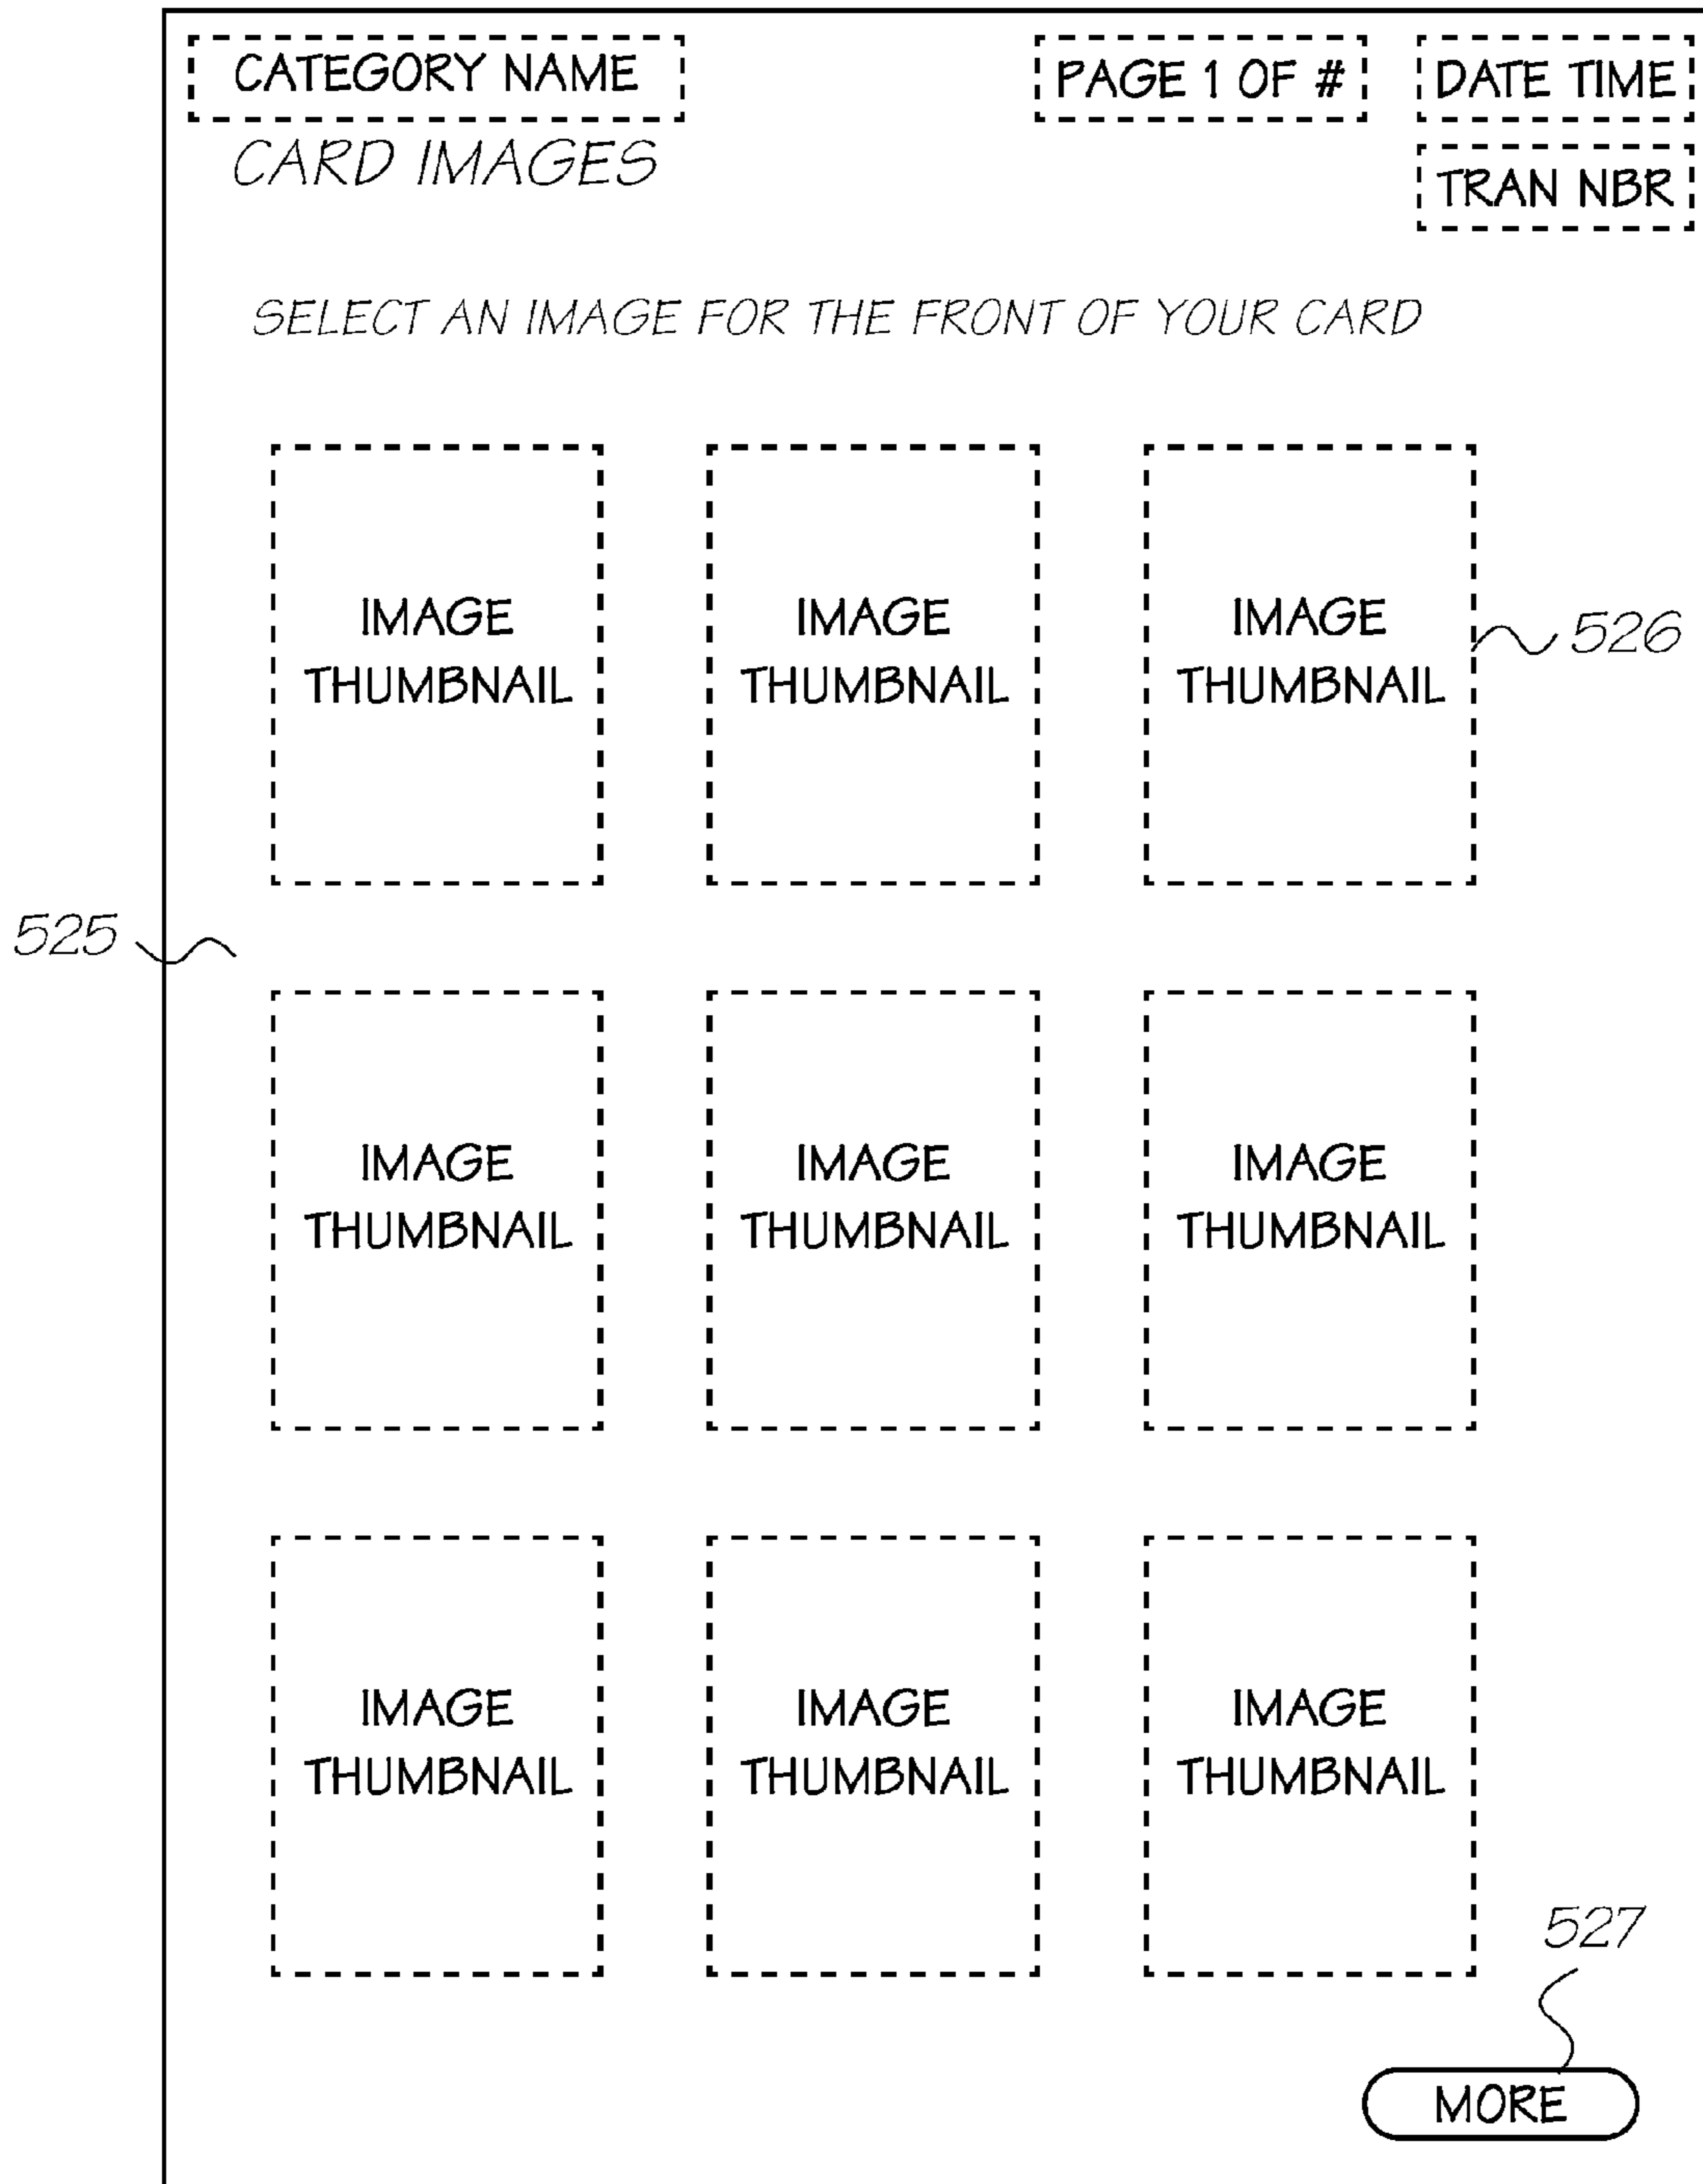 CATEGORY NAME PAGE 1 OF # DATE TIME
CARD IMAGES TRAN NBR
SELECT AN IMAGE FOR THE FRONT OF YOUR CARD
IMAGE IMAGE IMAGE 526
THUMBNAIL THUMBNAIL THUMBNAIL
525
IMAGE IMAGE IMAGE
THUMBNAIL THUMBNAIL THUMBNAIL
IMAGE IMAGE IMAGE
THUMBNAIL THUMBNAIL THUMBNAIL
527
MORE